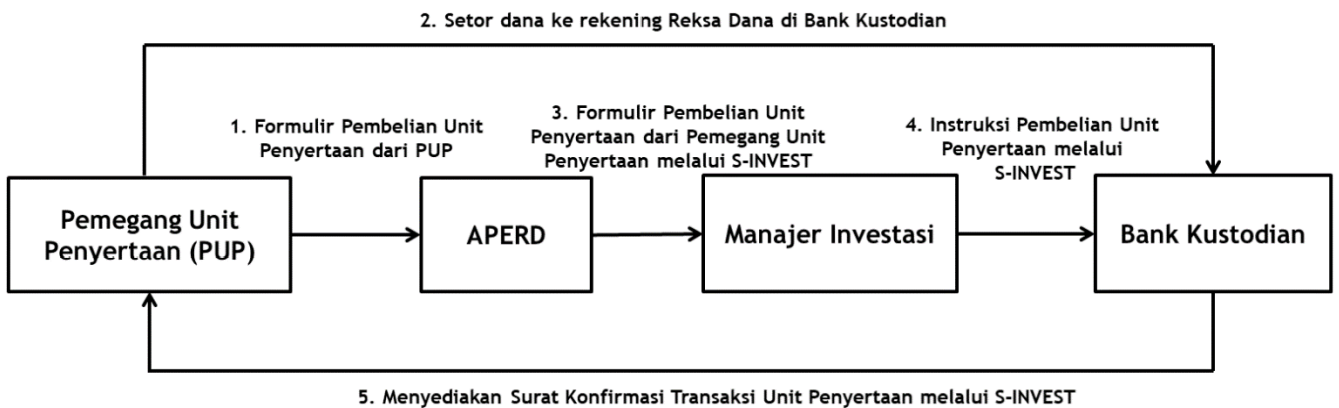 2. Setor dana ke rekening Reksa Dana di Bank Kustodian
1. Formulir Pembelian Unit
Penyertaan dari PUP
3. Formulir Pembelian Unit
Penyertaan dari Pemegang Unit
Penyertaan melalui S-INVEST
4. Instruksi Pembelian Unit
Penyertaan melalui
S-INVEST
Pemegang Unit
Penyertaan (PUP)
APERD
Manajer Investasi
Bank Kustodian
5. Menyediakan Surat Konfirmasi Transaksi Unit Penyertaan melalui S-INVEST